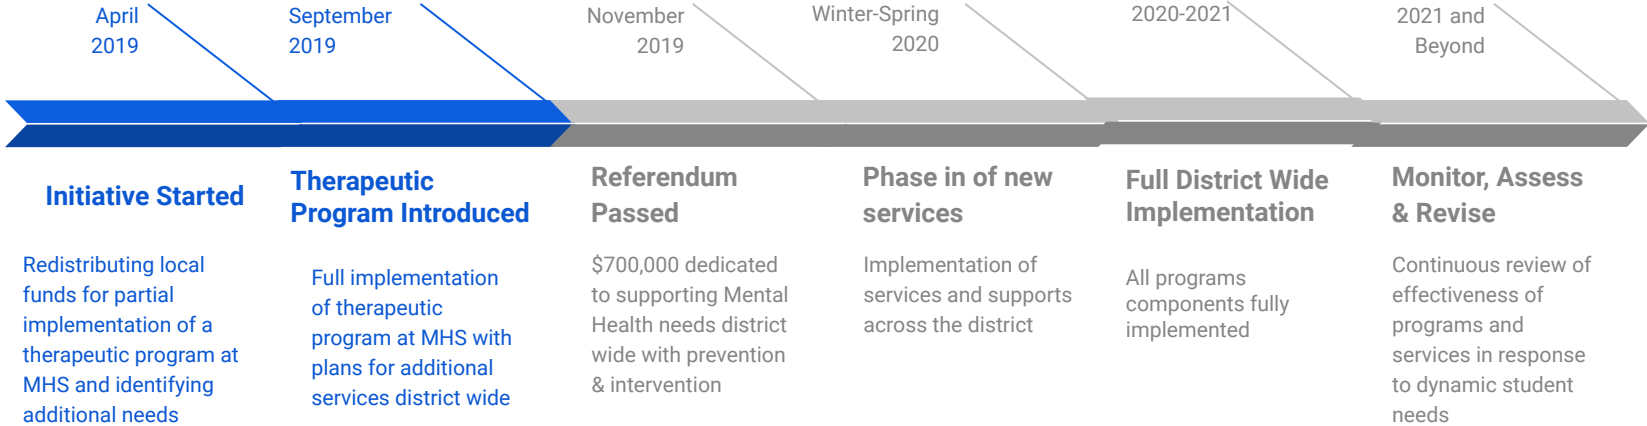 April
2019
Initiative Started
Redistributing local
funds for partial
implementation of a
therapeutic program at
MHS and identifying
additional needs
September
2019
Therapeutic
Program Introduced
Full implementation
of therapeutic
program at MHS with
plans for additional
services district wide
November
2019
Referendum
Passed
$700,000 dedicated
to supporting Mental
Health needs district
wide with prevention
& intervention
Winter-Spring
2020
Phase in of new
services
Implementation of
services and supports
across the district
2020-2021
Full District Wide
Implementation
All programs
components fully
implemented
2021 and
Beyond
Monitor, Assess
& Revise
Continuous review of
effectiveness of
programs and
services in response
to dynamic student
needs